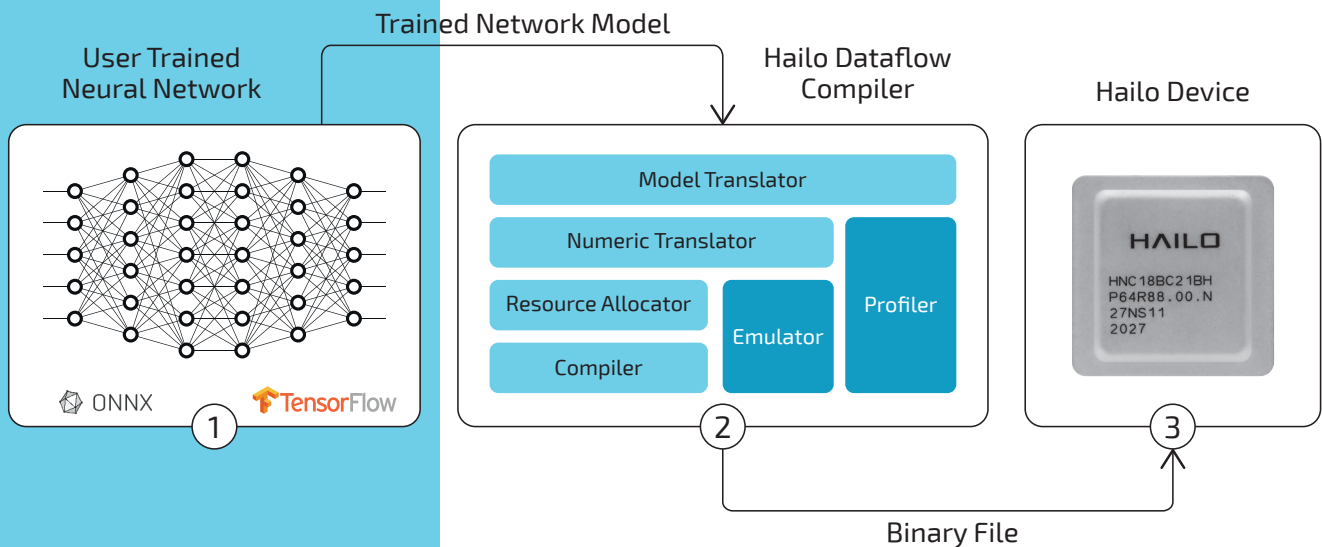 Trained Network Model
User Trained
Neural Network
Hailo Dataflow
Compiler
Hailo Device
Model Translator
Numeric Translator
Resource Allocator
Compiler
Emulator
Profiler
HAILO
HNC18BC21BH
P64R88.00.N
27NS11
2027
ONNX
TensorFlow
1
2
3
Binary File